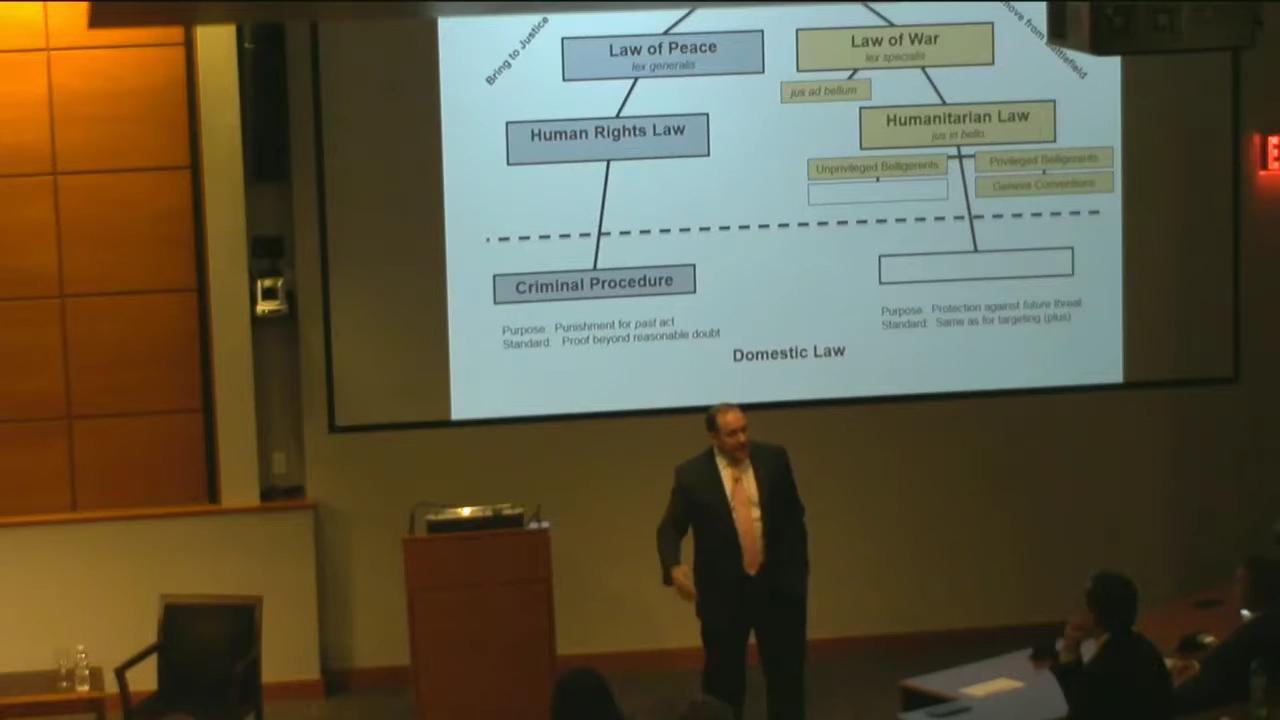 Bring to Justice
Law of Peace
lex generalis
Law of War
lex specialis
jus ad bellum
Human Rights Law
Humanitarian Law
jus in bello
Unprivileged Belligerents
Privileged Belligerents
Geneva Conventions
Criminal Procedure
Purpose: Punishment for past act
Standard: Proof beyond reasonable doubt
Purpose: Protection against future threat
Standard: Same as for targeting (plus)
Domestic Law
E